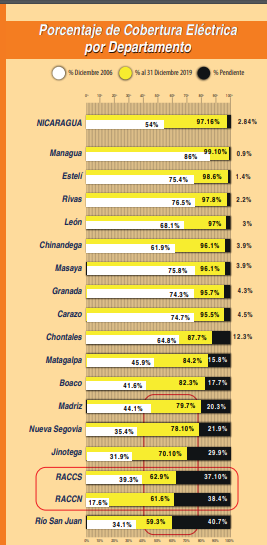 Porcentaje de Cobertura Eléctrica
por Departamento
% Diciembre 2006 % al 31 Diciembre 2019 % Pendiente
NICARAGUA 54% 97.16% 2.84%
Managua 86% 99.10% 0.9%
Estelí 75.4% 98.6% 1.4%
Rivas 76.5% 97.8% 2.2%
León 68.1% 97% 3%
Chinandega 61.9% 96.1% 3.9%
Masaya 75.8% 96.1% 3.9%
Granada 74.3% 95.7% 4.3%
Carazo 74.7% 95.5% 4.5%
Chontales 64.8% 87.7% 12.3%
Matagalpa 45.9% 84.2% 15.8%
Boaco 41.6% 82.3% 17.7%
Madriz 44.1% 79.7% 20.3%
Nueva Segovia 35.4% 78.10% 21.9%
Jinotega 31.9% 70.10% 29.9%
RACCS 39.3% 62.9% 37.10%
RACCN 17.6% 61.6% 38.4%
Río San Juan 34.1% 59.3% 40.7%